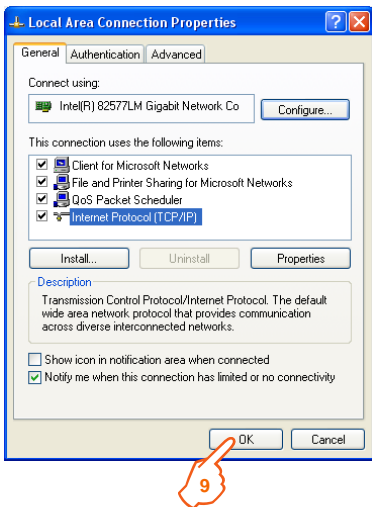 Local Area Connection Properties
General Authentication Advanced
Connect using:
Intel(R) 82577LM Gigabit Network Co
Configure...
This connection uses the following items:
Client for Microsoft Networks
File and Printer Sharing for Microsoft Networks
QoS Packet Scheduler
Internet Protocol (TCP/IP)
Install... Uninstall Properties
Description
Transmission Control Protocol/Internet Protocol. The default
wide area network protocol that provides communication
across diverse interconnected networks.
Show icon in notification area when connected
Notify me when this connection has limited or no connectivity
OK Cancel
9